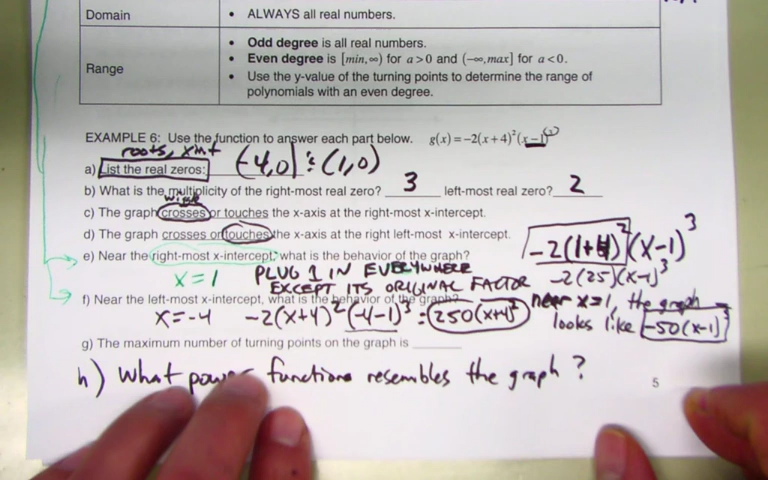 Domain
• ALWAYS all real numbers.
Range
• Odd degree is all real numbers.
• Even degree is [min,∞) for a > 0 and (−∞,max] for a < 0.
• Use the y-value of the turning points to determine the range of
polynomials with an even degree.
EXAMPLE 6: Use the function to answer each part below. g(x) = −2(x+4)²(x−1)³
roots, xint
a) List the real zeros: (-4,0) & (1,0)
b) What is the multiplicity of the right-most real zero? 3 left-most real zero? 2
c) The graph crosses or touches the x-axis at the right-most x-intercept.
d) The graph crosses or touches the x-axis at the right left-most x-intercept.
-2(1+4)²(x-1)³
e) Near the right-most x-intercept, what is the behavior of the graph?
-2(25)(x-1)³
x=1 PLUG 1 IN EVERYWHERE
EXCEPT ITS ORIGINAL FACTOR
f) Near the left-most x-intercept, what is the behavior of the graph?
near x=1, the graph
looks like -50(x-1)³
x=-4 -2(x+4)²(-4-1)³ = 250(x+4)²
g) The maximum number of turning points on the graph is
h) What power functions resembles the graph?
5